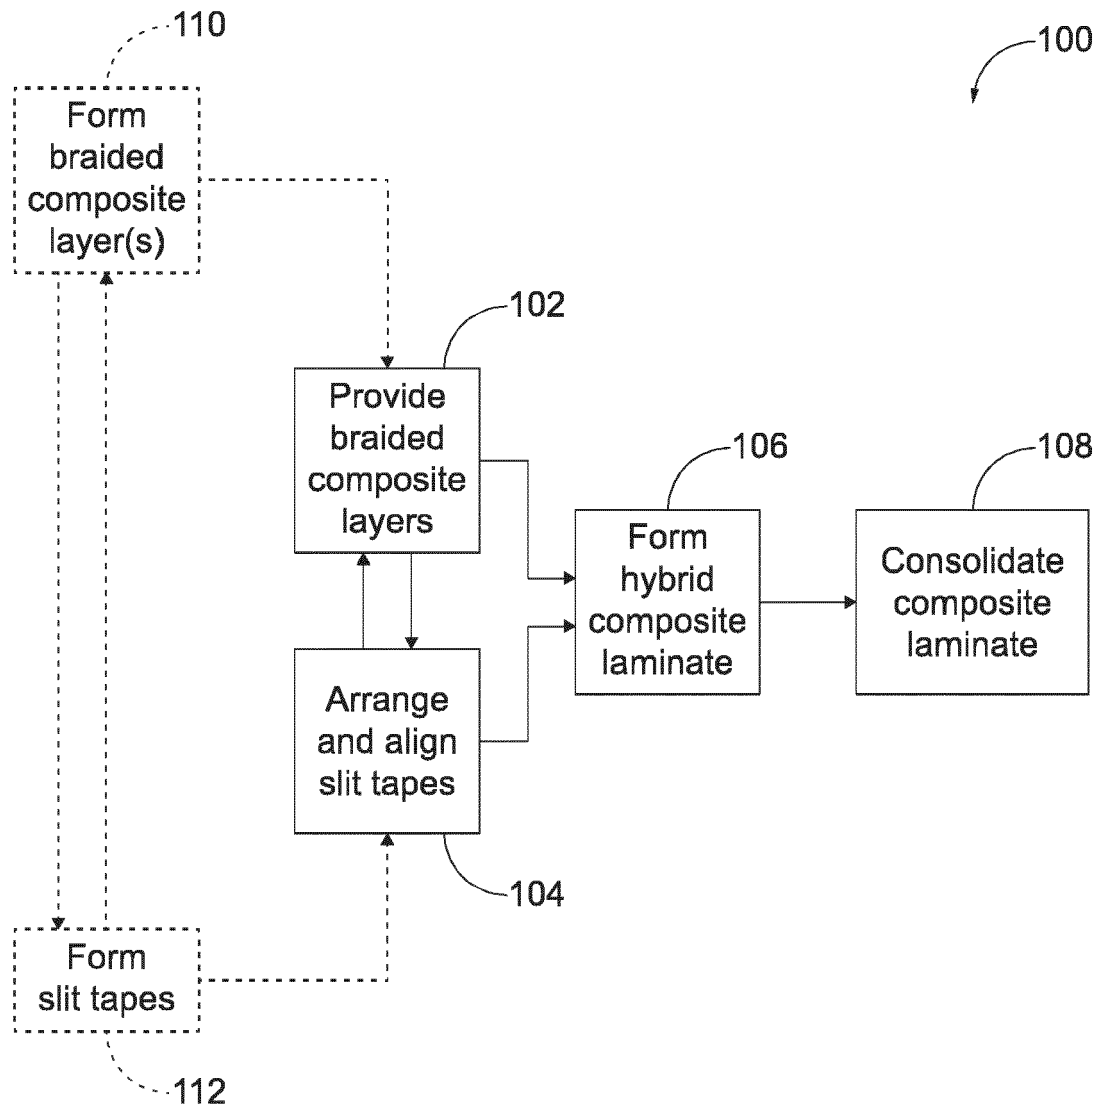 110
100
Form
braided
composite
layer(s)
102
Provide
braided
composite
layers
106
Form
hybrid
composite
laminate
108
Consolidate
composite
laminate
Arrange
and align
slit tapes
104
Form
slit tapes
112